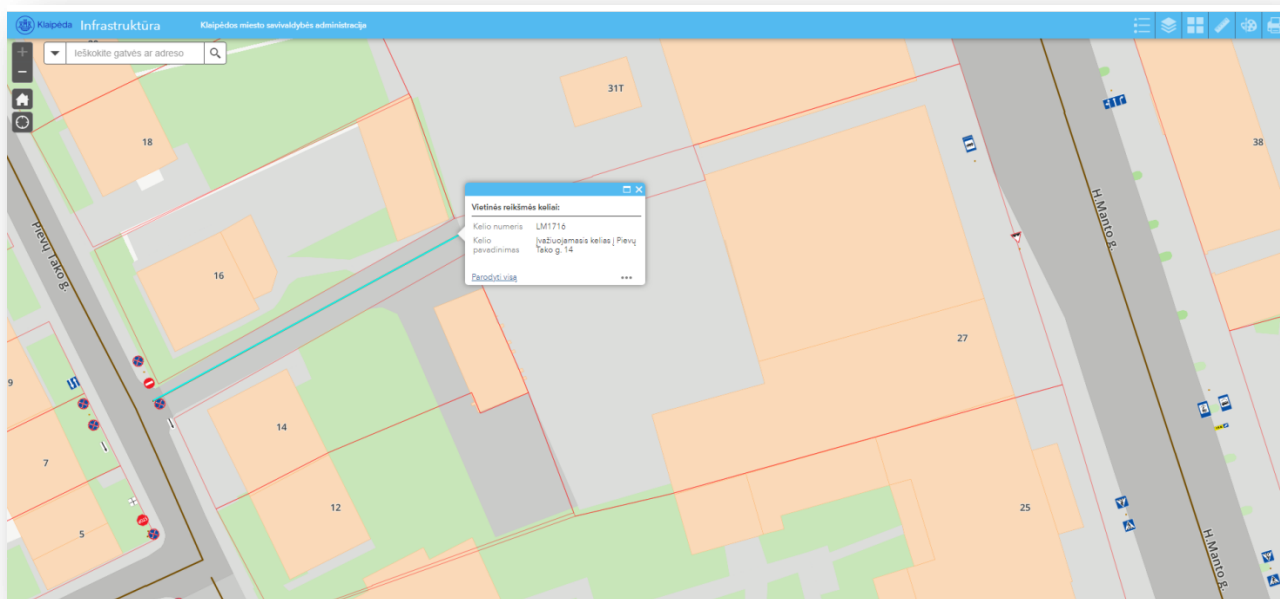 Klaipėda Infrastruktūra Klaipėdos miesto savivaldybės administracija
Ieškokite gatvės ar adreso
31T
18
38
Vietinės reikšmės keliai:
Kelio numeris LM1716
Kelio pavadinimas Įvažiuojamasis kelias į Pievų
Tako g. 14
Parodyti visą
H.Manto g.
Pievų Tako g.
16
27
9
14
7
12
25
5
H.Manto g.